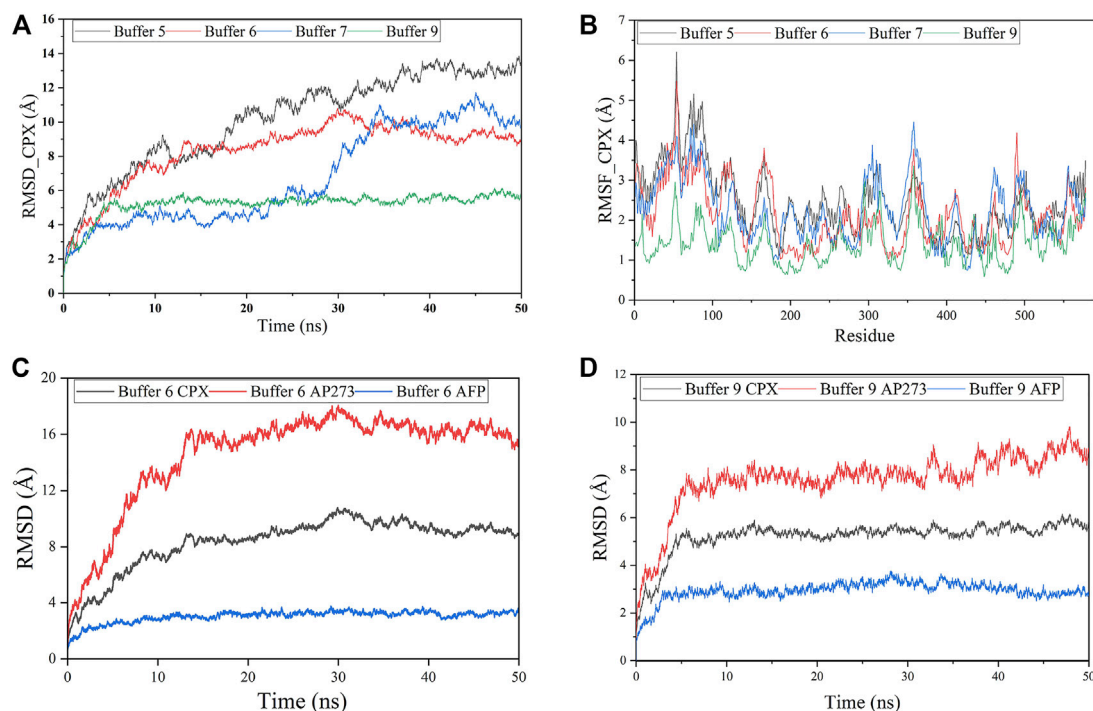 A
Buffer 5 Buffer 6 Buffer 7 Buffer 9
16
14
12
10
8
6
4
2
0
RMSD_CPX (Å)
0 10 20 30 40 50
Time (ns)
B
Buffer 5 Buffer 6 Buffer 7 Buffer 9
7
6
5
4
3
2
1
0
RMSF_CPX (Å)
0 100 200 300 400 500
Residue
C
Buffer 6 CPX Buffer 6 AP273 Buffer 6 AFP
20
16
12
8
4
0
RMSD (Å)
0 10 20 30 40 50
Time (ns)
D
Buffer 9 CPX Buffer 9 AP273 Buffer 9 AFP
12
10
8
6
4
2
0
RMSD (Å)
0 10 20 30 40 50
Time (ns)